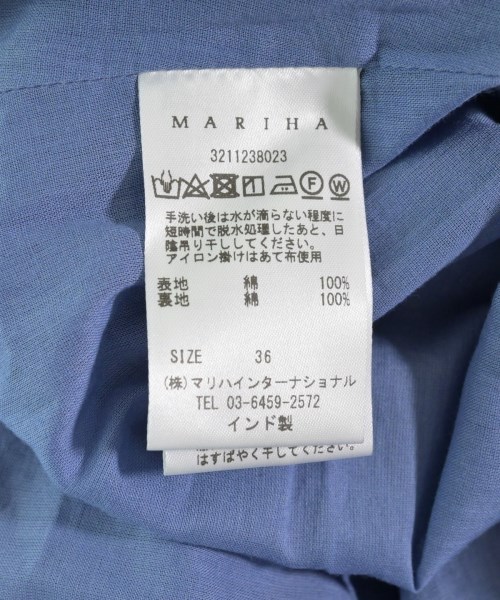 MARIHA
3211238023
F W
手洗い後は水が滴らない程度に
短時間で脱水処理したあと、日
陰吊り干ししてください。
アイロン掛けはあて布使用
表地 綿 100%
裏地 綿 100%
SIZE 36
(株)マリハインターナショナル
TEL 03-6459-2572
インド製
はすばやく干してください。